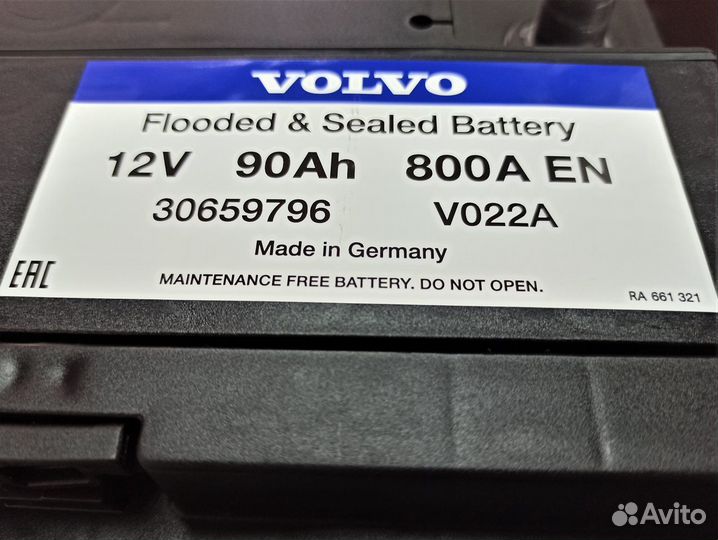 VOLVO
Flooded & Sealed Battery
12V 90Ah 800A EN
30659796 V022A
Made in Germany
EAC MAINTENANCE FREE BATTERY. DO NOT OPEN.
RA 661 321
Avito